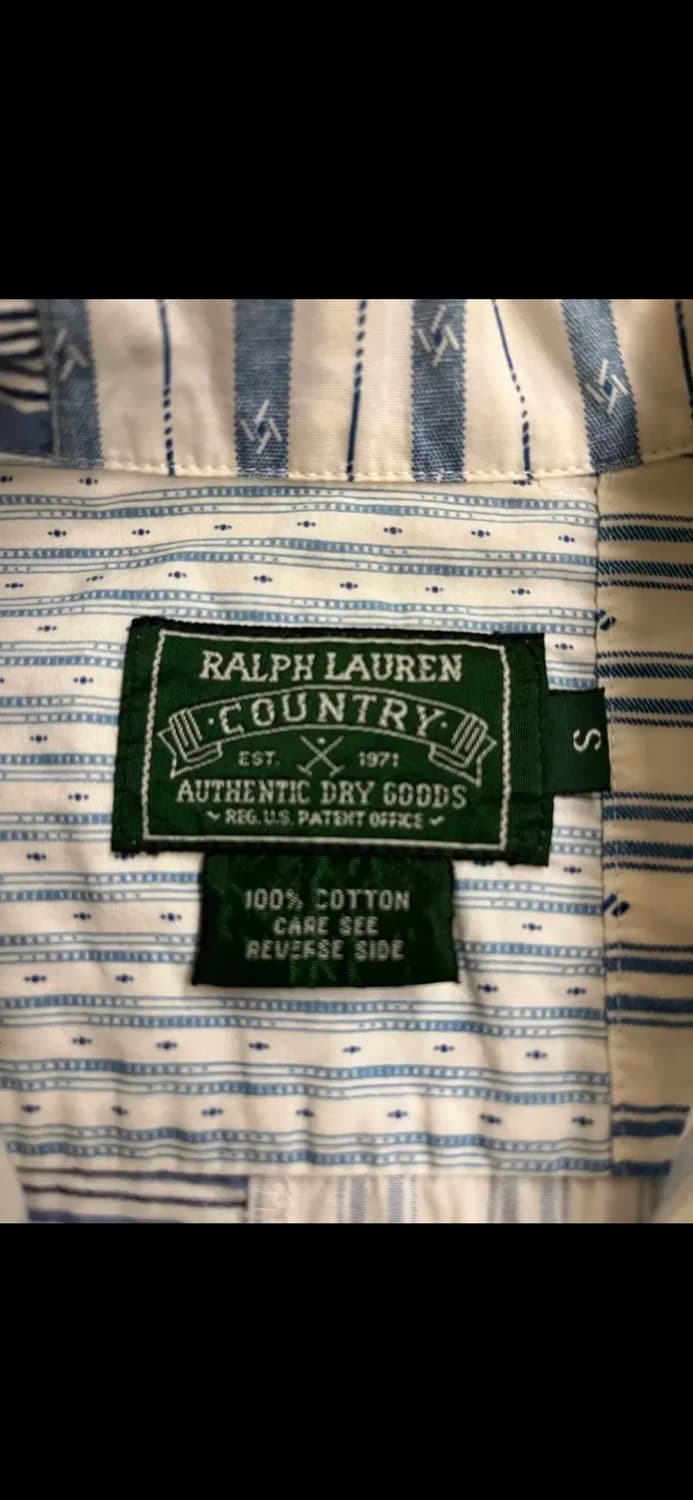 RALPH LAUREN
·COUNTRY·
EST. 1971
AUTHENTIC DRY GOODS
~ REG. U.S. PATENT OFFICE ~
S
100% COTTON
CARE SEE
REVERSE SIDE